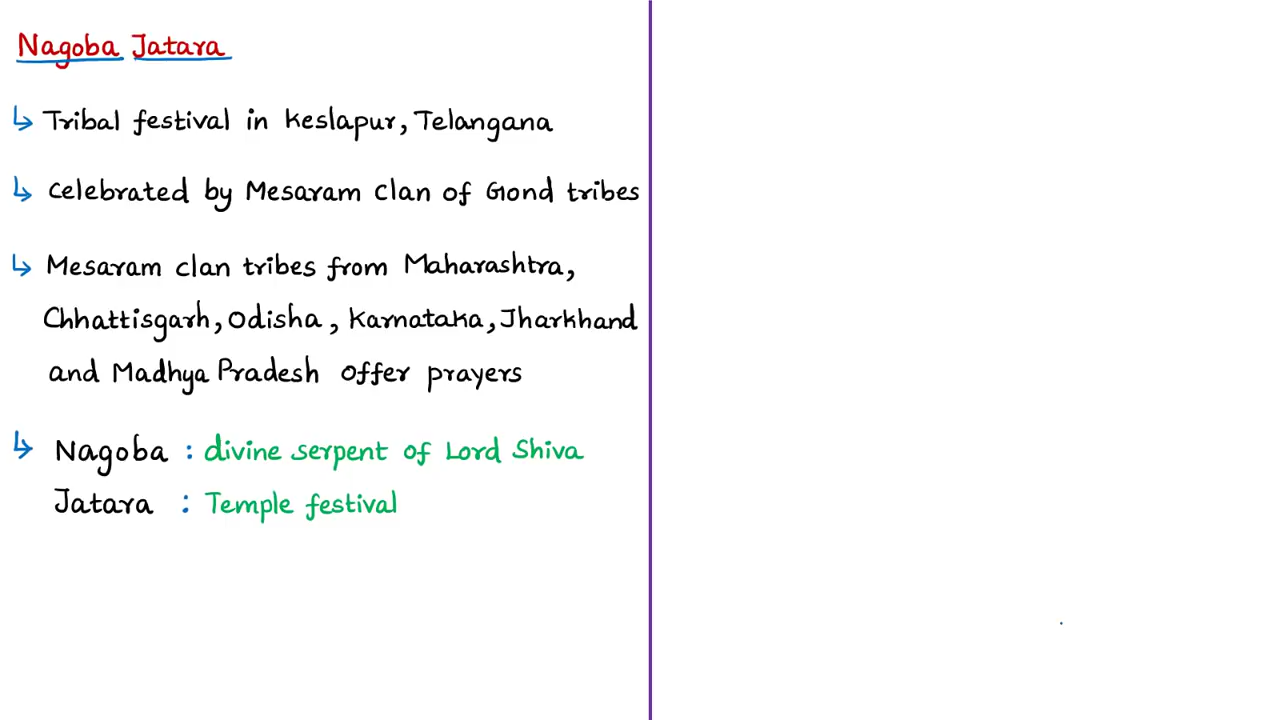 Nagoba Jatara
↳ Tribal festival in Keslapur, Telangana
↳ Celebrated by Mesaram clan of Gond tribes
↳ Mesaram clan tribes from Maharashtra,
Chhattisgarh, Odisha, Karnataka, Jharkhand
and Madhya Pradesh offer prayers
↳ Nagoba : divine serpent of Lord Shiva
Jatara : Temple festival